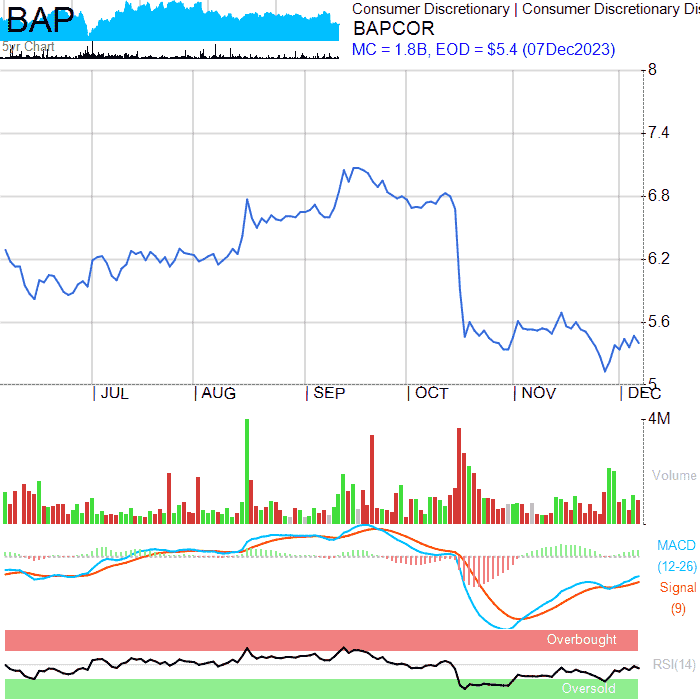 BAP
5yr Chart
Consumer Discretionary | Consumer Discretionary Dis
BAPCOR
MC = 1.8B, EOD = $5.4 (07Dec2023)
8
7.4
6.8
6.2
5.6
5
JUL AUG SEP OCT NOV DEC
4M
Volume
MACD
(12-26)
Signal
(9)
Overbought
RSI(14)
Oversold